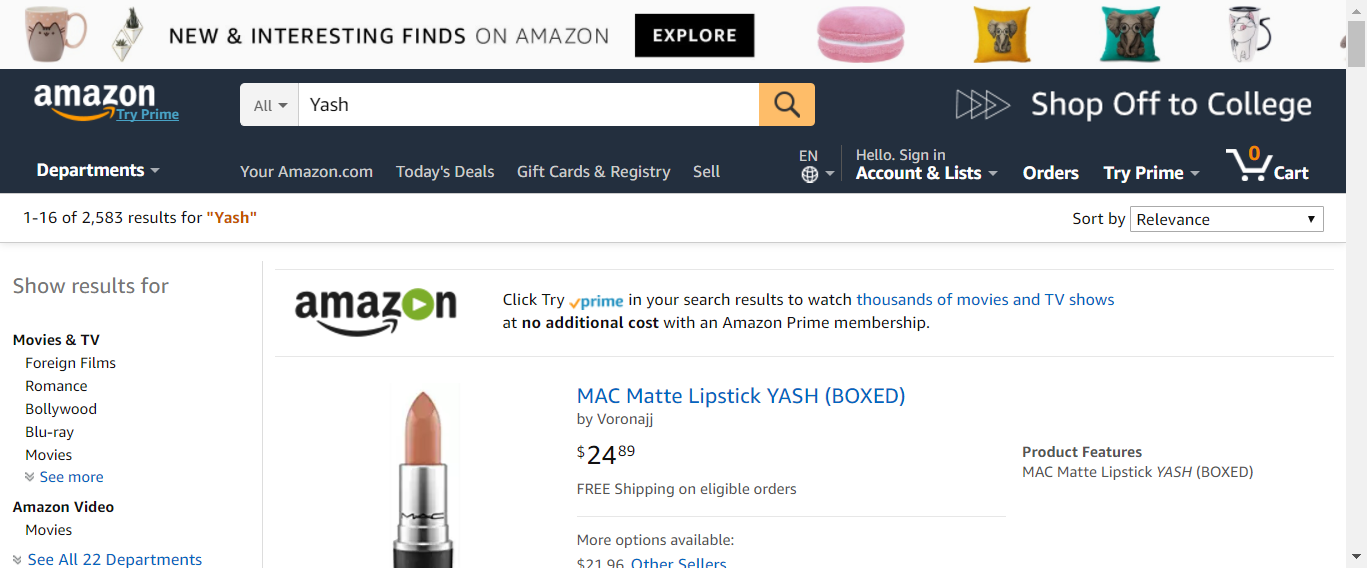 NEW & INTERESTING FINDS ON AMAZON EXPLORE
amazon
Try Prime
All
Yash
Shop Off to College
Departments
Your Amazon.com Today's Deals Gift Cards & Registry Sell
EN
Hello. Sign in
Account & Lists
Orders
Try Prime
0
Cart
1-16 of 2,583 results for "Yash"
Sort by Relevance
Show results for
Movies & TV
Foreign Films
Romance
Bollywood
Blu-ray
Movies
See more
Amazon Video
Movies
See All 22 Departments
amazon
Click Try prime in your search results to watch thousands of movies and TV shows
at no additional cost with an Amazon Prime membership.
MAC
MAC Matte Lipstick YASH (BOXED)
by Voronajj
$24 89
FREE Shipping on eligible orders
More options available:
$21.96 Other Sellers
Product Features
MAC Matte Lipstick YASH (BOXED)